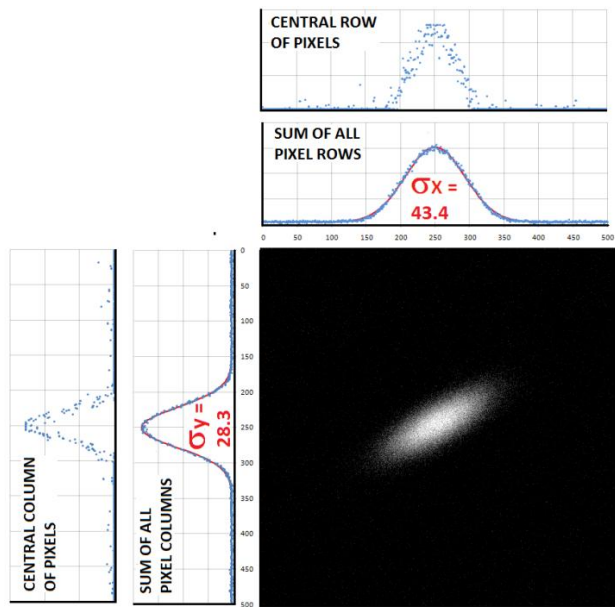 CENTRAL ROW
OF PIXELS
SUM OF ALL
PIXEL ROWS
σX =
43.4
0 50 100 150 200 250 300 350 400 450 500
0
50
100
150
200
250
300
350
400
450
500
CENTRAL COLUMN
OF PIXELS
SUM OF ALL
PIXEL COLUMNS
σy =
28.3